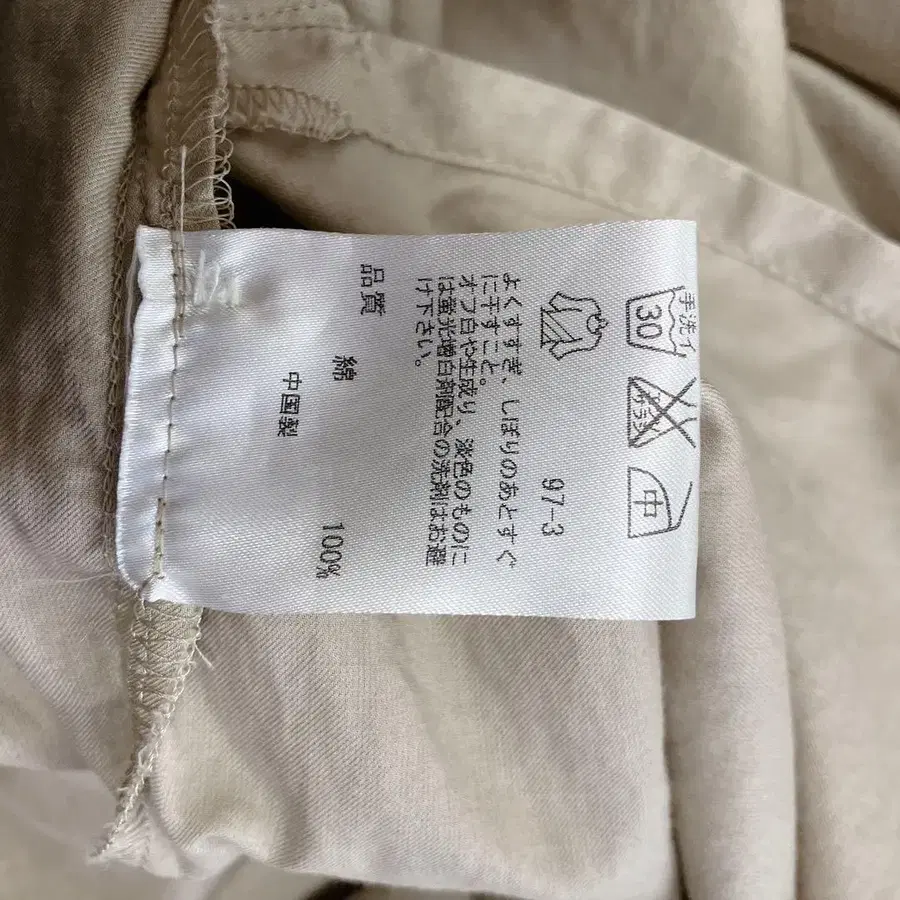 手洗イ
30
中
97-3
よくすすぎ、しぼりのあとすぐ
に干すこと。
オフ白や生成り、淡色のものに
は蛍光増白剤配合の洗剤はお避
け下さい。
品質
綿 100%
中国製